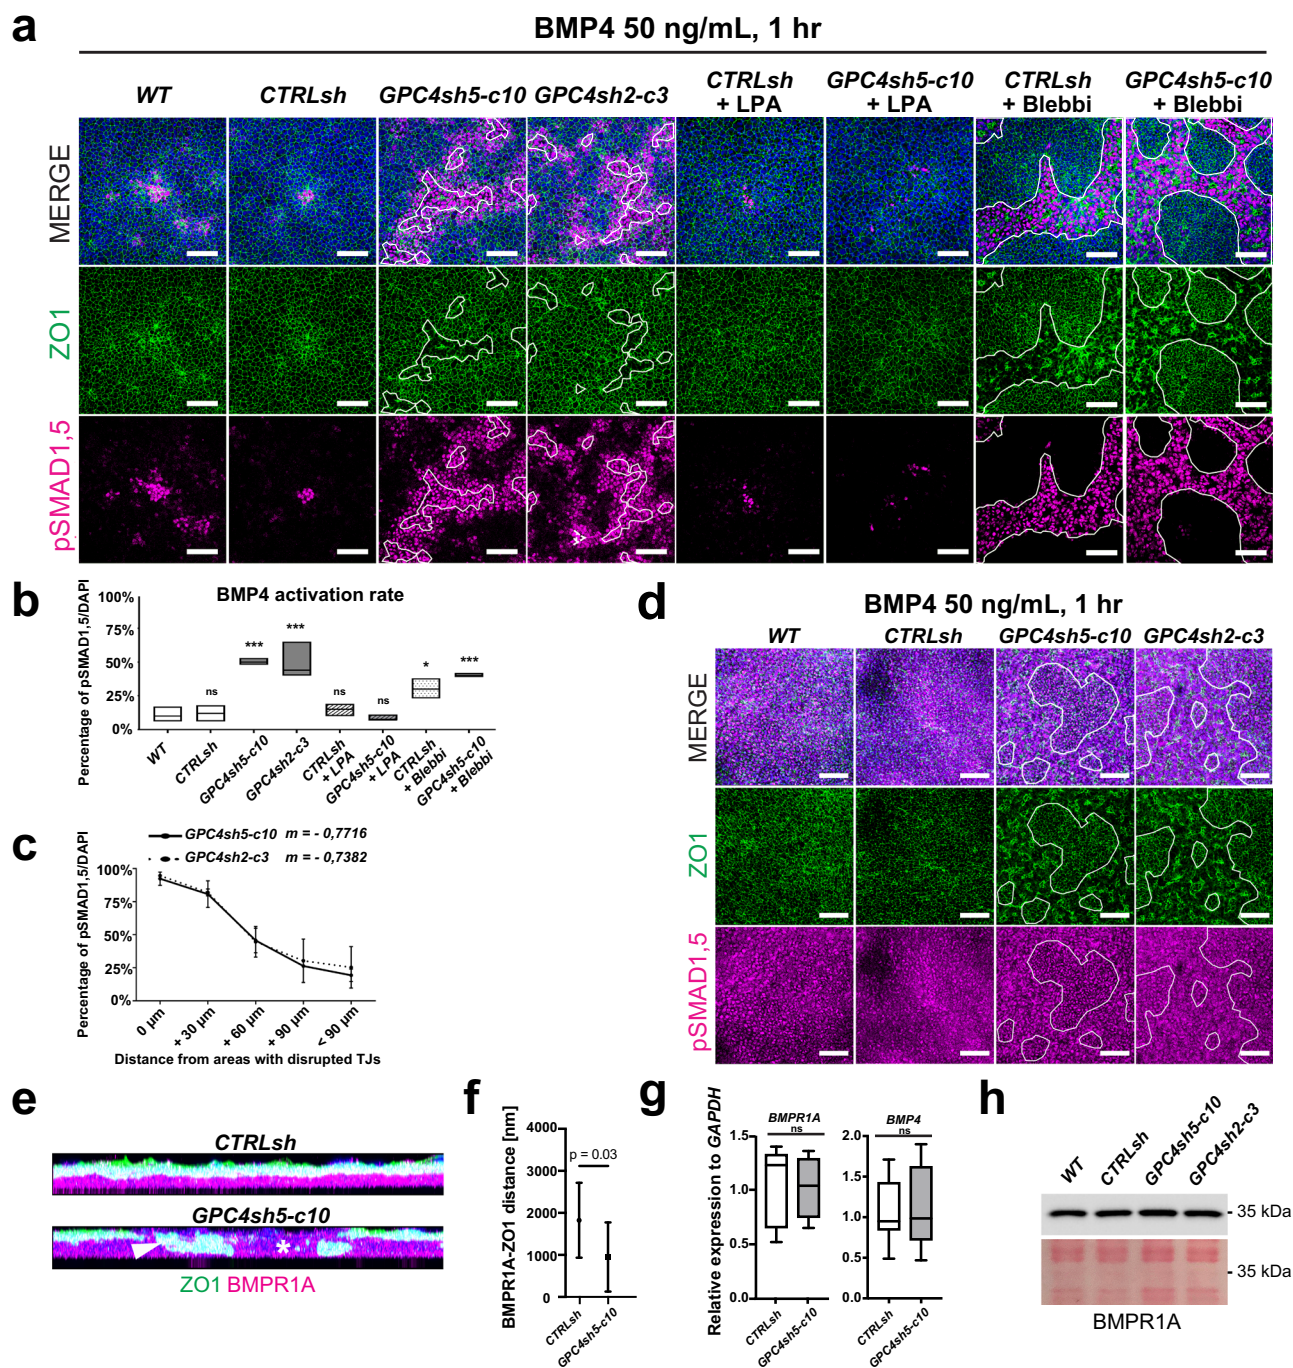 a
BMP4 50 ng/mL, 1 hr
WT
CTRLsh
GPC4sh5-c10
GPC4sh2-c3
CTRLsh
+ LPA
GPC4sh5-c10
+ LPA
CTRLsh
+ Blebbi
GPC4sh5-c10
+ Blebbi
MERGE
ZO1
pSMAD1,5
b
BMP4 activation rate
Percentage of pSMAD1,5/DAPI
100%
75%
50%
25%
0%
ns
***
***
ns
ns
*
***
WT
CTRLsh
GPC4sh5-c10
GPC4sh2-c3
CTRLsh
+ LPA
GPC4sh5-c10
+ LPA
CTRLsh
+ Blebbi
GPC4sh5-c10
+ Blebbi
c
GPC4sh5-c10 m = - 0,7716
GPC4sh2-c3 m = - 0,7382
Percentage of pSMAD1,5/DAPI
100%
75%
50%
25%
0%
0 µm
+ 30 µm
+ 60 µm
+ 90 µm
< 90 µm
Distance from areas with disrupted TJs
d
BMP4 50 ng/mL, 1 hr
WT
CTRLsh
GPC4sh5-c10
GPC4sh2-c3
MERGE
ZO1
pSMAD1,5
e
CTRLsh
GPC4sh5-c10
*
ZO1 BMPR1A
f
BMPR1A-ZO1 distance [nm]
4000
3000
2000
1000
0
p = 0.03
CTRLsh
GPC4sh5-c10
g
Relative expression to GAPDH
BMPR1A
ns
1.5
1.0
0.5
0.0
CTRLsh
GPC4sh5-c10
BMP4
ns
2.0
1.5
1.0
0.5
0.0
CTRLsh
GPC4sh5-c10
h
WT
CTRLsh
GPC4sh5-c10
GPC4sh2-c3
- 35 kDa
- 35 kDa
BMPR1A